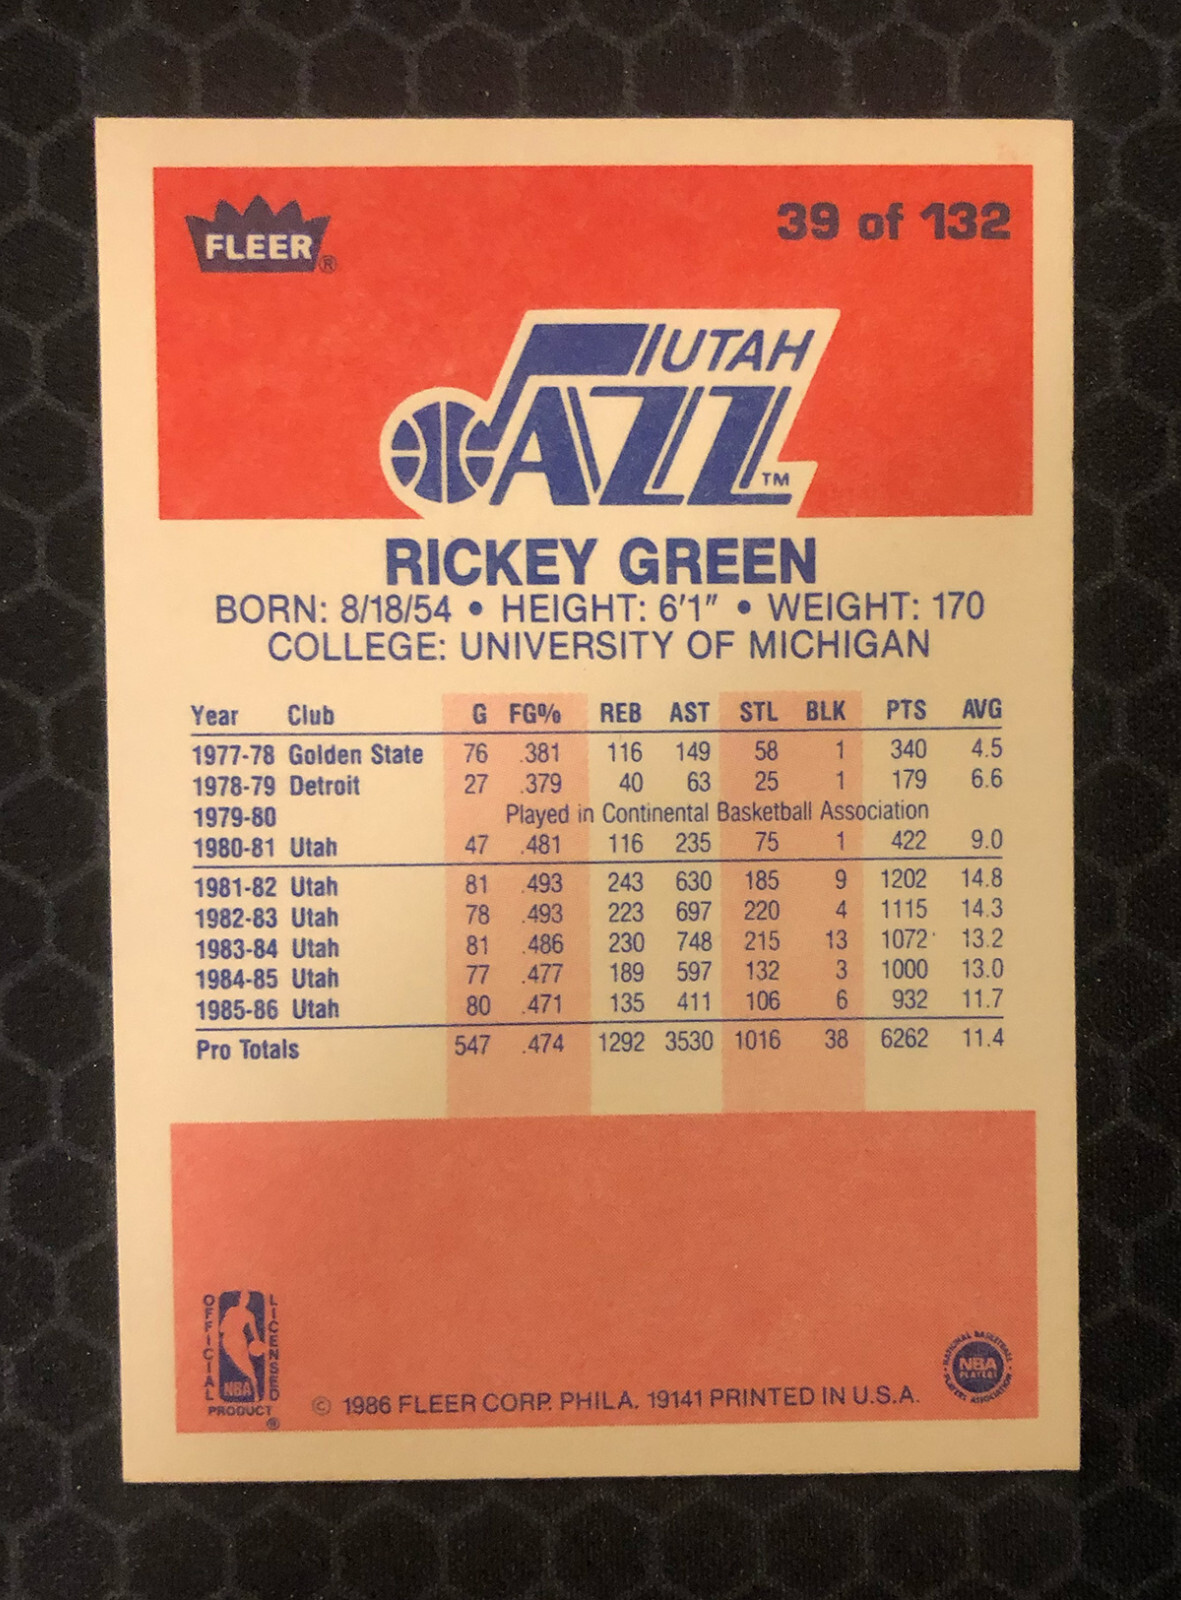 FLEER®
39 of 132
UTAH
JAZZ™
RICKEY GREEN
BORN: 8/18/54 • HEIGHT: 6'1" • WEIGHT: 170
COLLEGE: UNIVERSITY OF MICHIGAN
Year Club G FG% REB AST STL BLK PTS AVG
1977-78 Golden State 76 .381 116 149 58 1 340 4.5
1978-79 Detroit 27 .379 40 63 25 1 179 6.6
1979-80 Played in Continental Basketball Association
1980-81 Utah 47 .481 116 235 75 1 422 9.0
1981-82 Utah 81 .493 243 630 185 9 1202 14.8
1982-83 Utah 78 .493 223 697 220 4 1115 14.3
1983-84 Utah 81 .486 230 748 215 13 1072 13.2
1984-85 Utah 77 .477 189 597 132 3 1000 13.0
1985-86 Utah 80 .471 135 411 106 6 932 11.7
Pro Totals 547 .474 1292 3530 1016 38 6262 11.4
OFFICIAL LICENSED
NBA
PRODUCT®
© 1986 FLEER CORP. PHILA. 19141 PRINTED IN U.S.A.
NATIONAL BASKETBALL
NBA
PLAYERS
PLAYERS ASSOCIATION